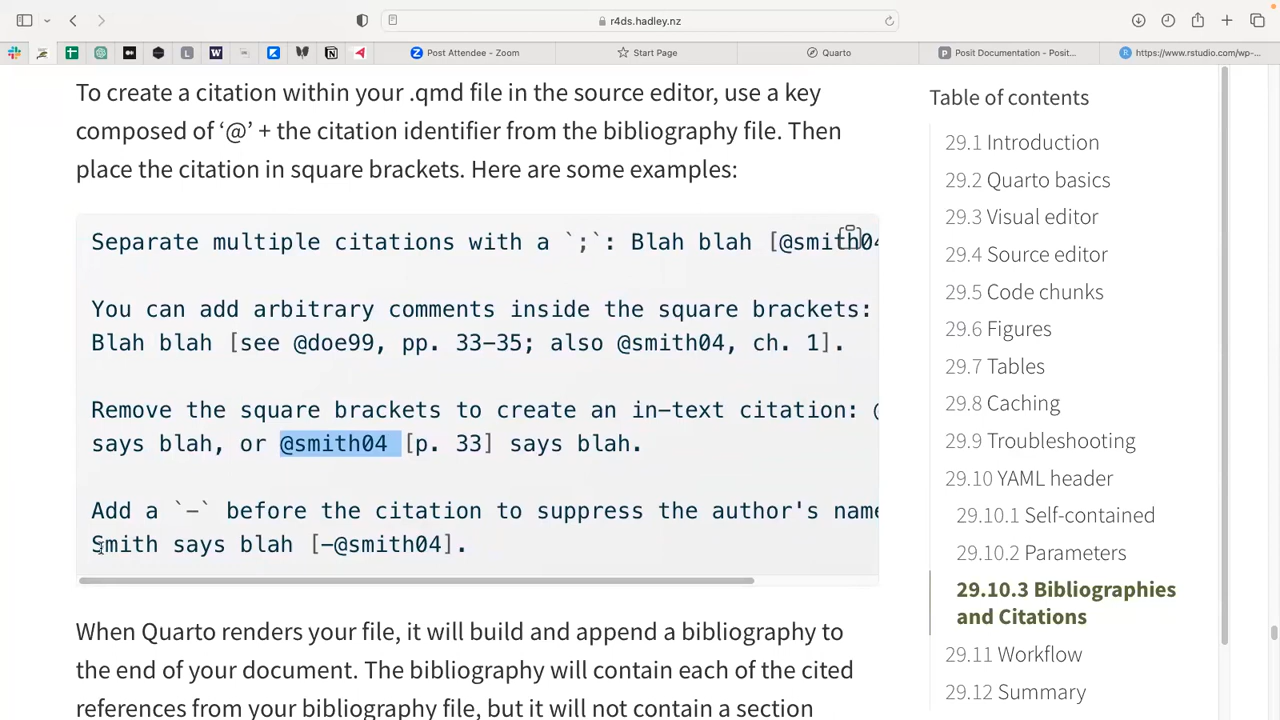 r4ds.hadley.nz
Post Attendee - Zoom
Start Page
Quarto
Posit Documentation - Posit...
https://www.rstudio.com/wp-...
To create a citation within your .qmd file in the source editor, use a key
composed of ‘@’ + the citation identifier from the bibliography file. Then
place the citation in square brackets. Here are some examples:
Separate multiple citations with a `;`: Blah blah [@smith04
You can add arbitrary comments inside the square brackets:
Blah blah [see @doe99, pp. 33-35; also @smith04, ch. 1].
Remove the square brackets to create an in-text citation: @
says blah, or @smith04 [p. 33] says blah.
Add a `-` before the citation to suppress the author's name
Smith says blah [-@smith04].
When Quarto renders your file, it will build and append a bibliography to
the end of your document. The bibliography will contain each of the cited
references from your bibliography file, but it will not contain a section
Table of contents
29.1 Introduction
29.2 Quarto basics
29.3 Visual editor
29.4 Source editor
29.5 Code chunks
29.6 Figures
29.7 Tables
29.8 Caching
29.9 Troubleshooting
29.10 YAML header
29.10.1 Self-contained
29.10.2 Parameters
29.10.3 Bibliographies
and Citations
29.11 Workflow
29.12 Summary